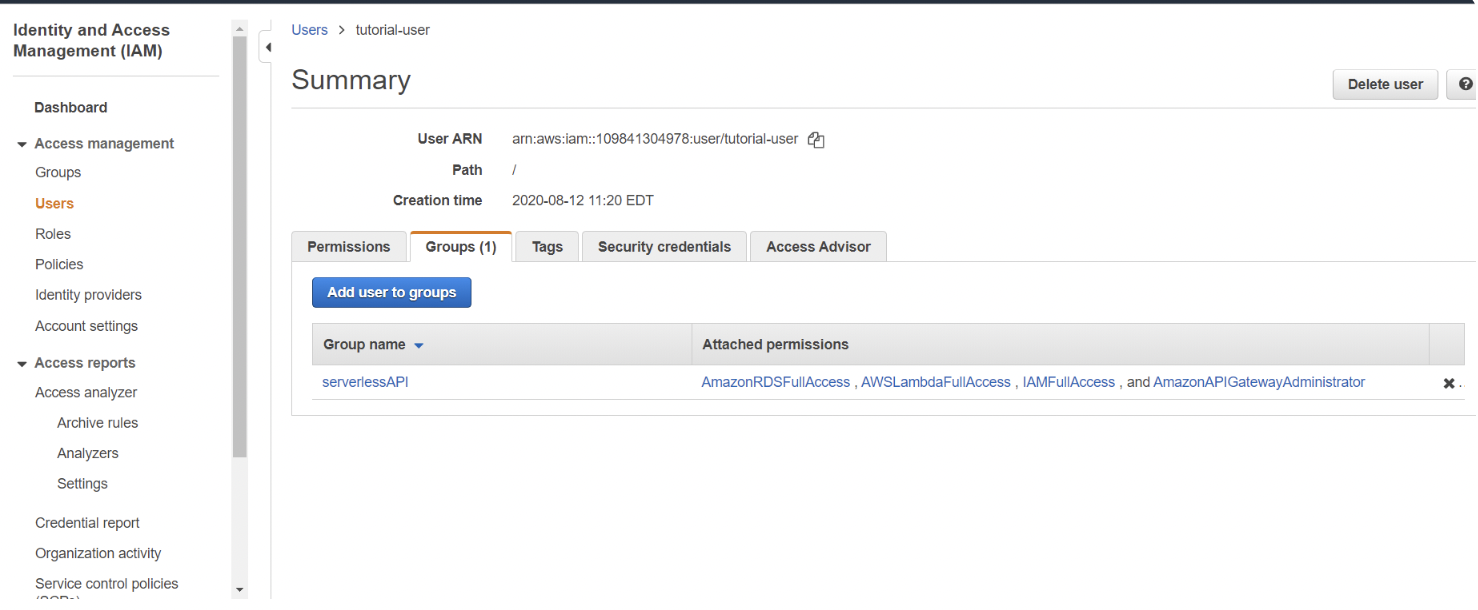 Identity and Access
Management (IAM)
Dashboard
Access management
Groups
Users
Roles
Policies
Identity providers
Account settings
Access reports
Access analyzer
Archive rules
Analyzers
Settings
Credential report
Organization activity
Service control policies
(SCPs)
Users > tutorial-user
Summary
Delete user
User ARN arn:aws:iam::109841304978:user/tutorial-user
Path /
Creation time 2020-08-12 11:20 EDT
Permissions Groups (1) Tags Security credentials Access Advisor
Add user to groups
Group name Attached permissions
serverlessAPI AmazonRDSFullAccess , AWSLambdaFullAccess , IAMFullAccess , and AmazonAPIGatewayAdministrator